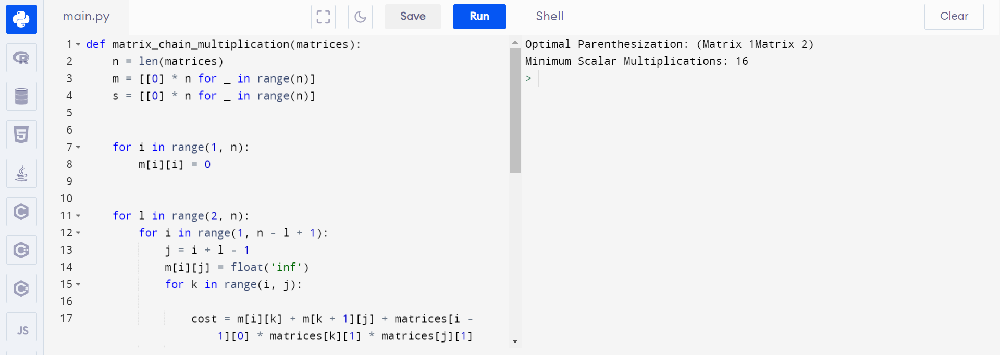 main.py
Save
Run
Shell
Clear
1 def matrix_chain_multiplication(matrices):
2 n = len(matrices)
3 m = [[0] * n for _ in range(n)]
4 s = [[0] * n for _ in range(n)]
5
6
7 for i in range(1, n):
8 m[i][i] = 0
9
10
11 for l in range(2, n):
12 for i in range(1, n - l + 1):
13 j = i + l - 1
14 m[i][j] = float('inf')
15 for k in range(i, j):
16
17 cost = m[i][k] + m[k + 1][j] + matrices[i -
1][0] * matrices[k][1] * matrices[j][1]
Optimal Parenthesization: (Matrix 1Matrix 2)
Minimum Scalar Multiplications: 16
>
R
5
C
C
C
JS